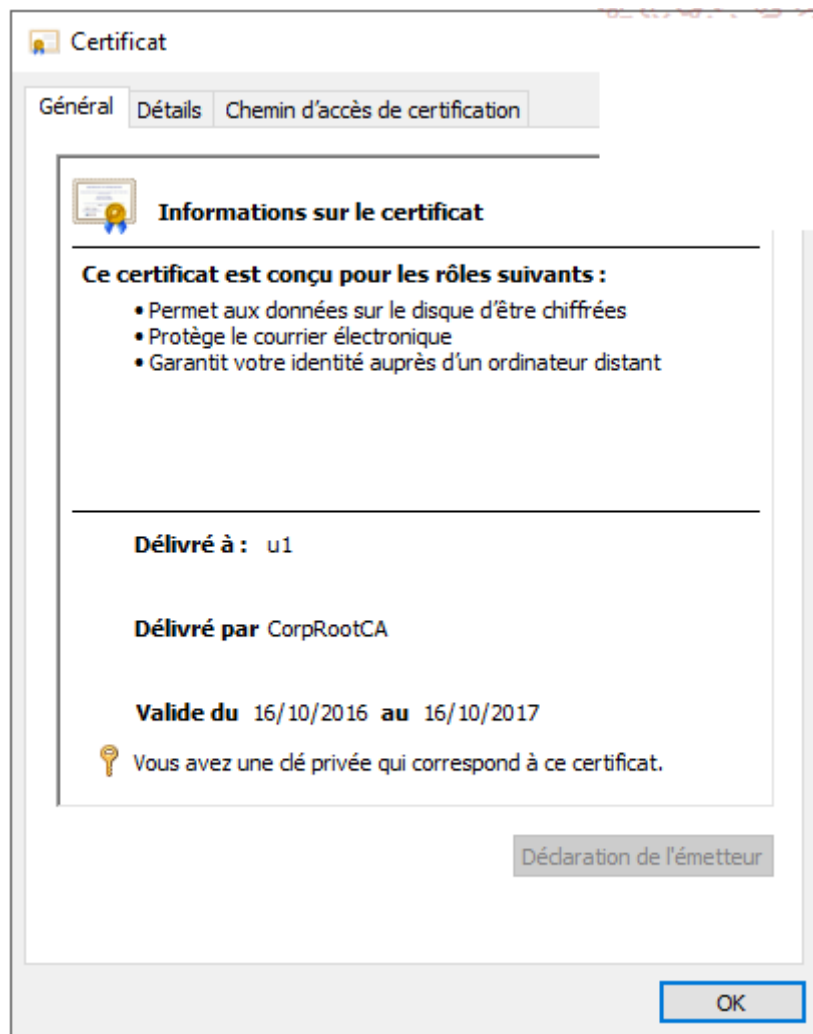 Certificat
Général Détails Chemin d'accès de certification
Informations sur le certificat
Ce certificat est conçu pour les rôles suivants :
• Permet aux données sur le disque d'être chiffrées
• Protège le courrier électronique
• Garantit votre identité auprès d'un ordinateur distant
Délivré à : u1
Délivré par CorpRootCA
Valide du 16/10/2016 au 16/10/2017
Vous avez une clé privée qui correspond à ce certificat.
Déclaration de l'émetteur
OK